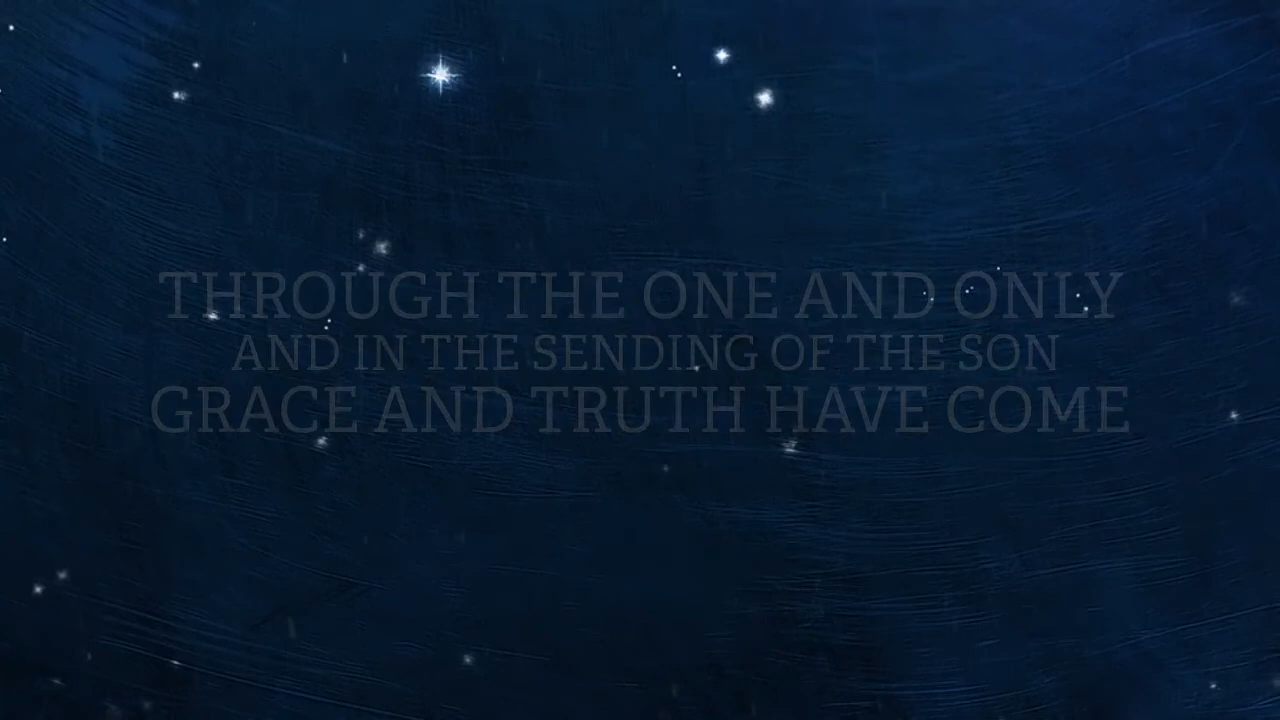 THROUGH THE ONE AND ONLY
AND IN THE SENDING OF THE SON
GRACE AND TRUTH HAVE COME